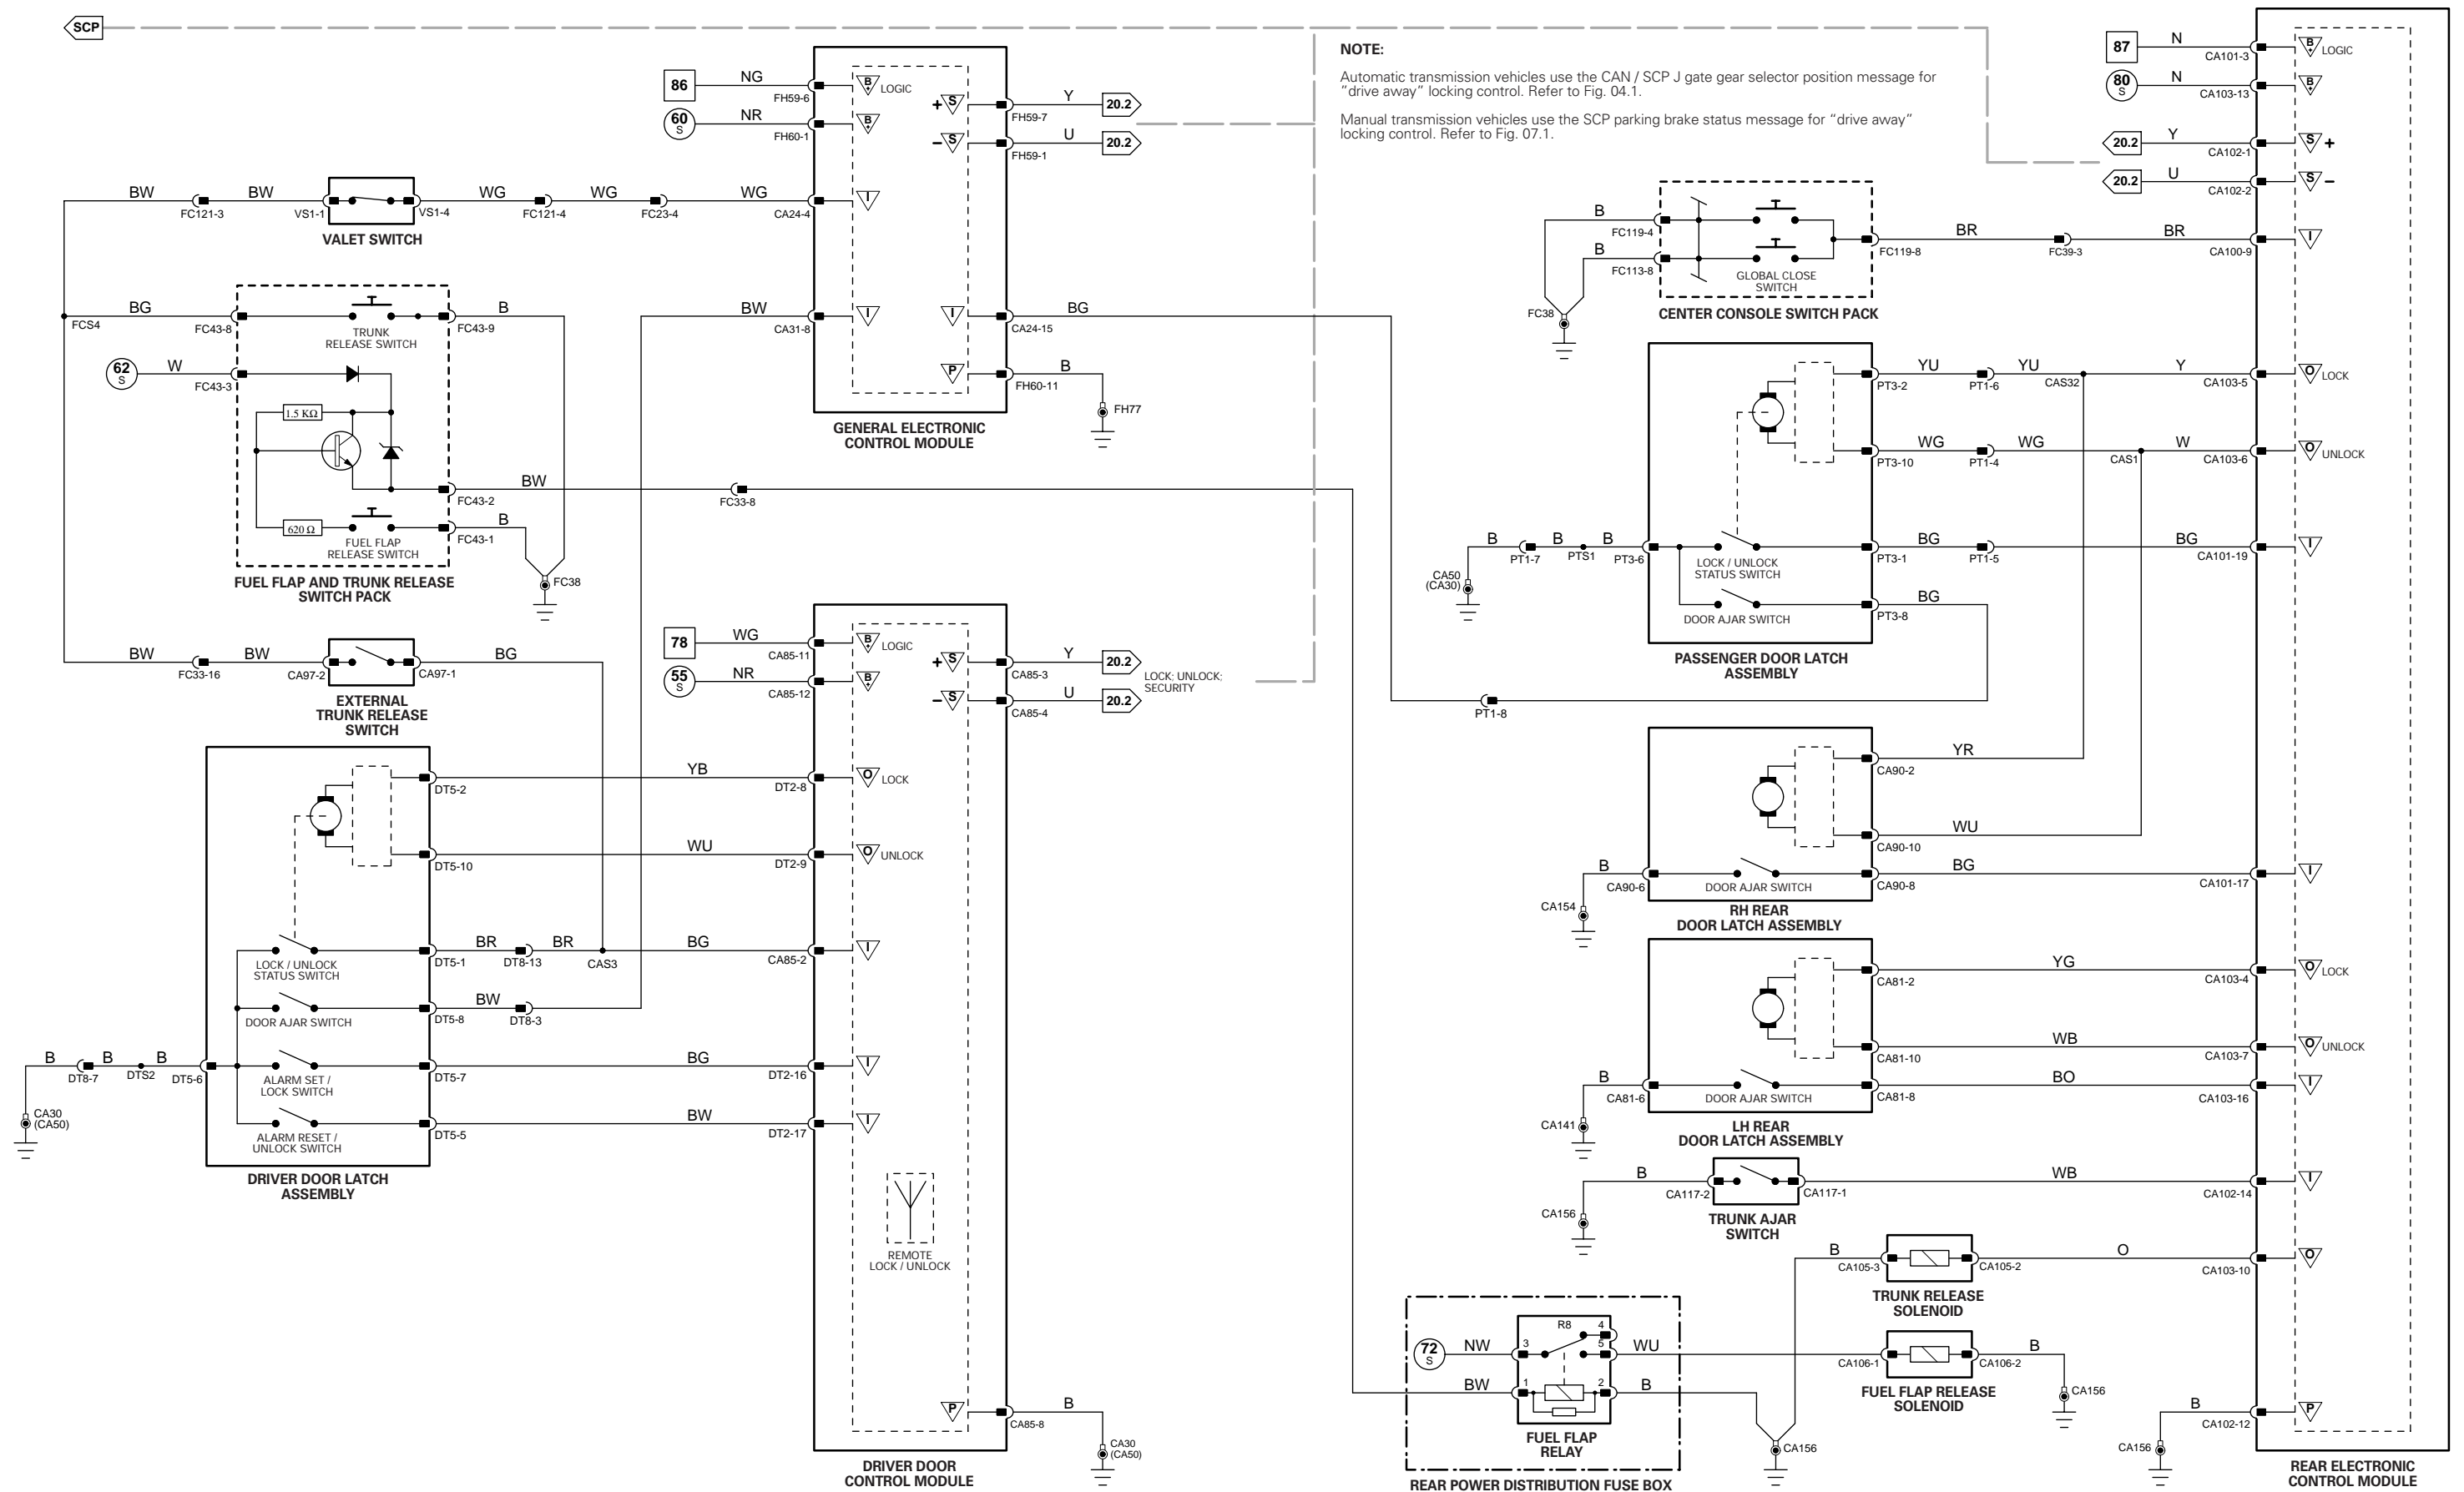 SCP
NOTE:
Automatic transmission vehicles use the CAN / SCP J gate gear selector position message for
“drive away” locking control. Refer to Fig. 04.1.
Manual transmission vehicles use the SCP parking brake status message for “drive away”
locking control. Refer to Fig. 07.1.
86
NG
FH59-6
B+
LOGIC
60
S
NR
FH60-1
B+
+
S
FH59-7
Y
20.2
–
S
FH59-1
U
20.2
BW
FC121-3
BW
VS1-1
VS1-4
WG
FC121-4
WG
FC23-4
WG
CA24-4
I
VALET SWITCH
FCS4
BG
FC43-8
TRUNK
RELEASE SWITCH
FC43-9
B
62
S
W
FC43-3
1.5 KΩ
620 Ω
FC43-2
BW
FC33-8
FUEL FLAP
RELEASE SWITCH
FC43-1
B
FC38
FUEL FLAP AND TRUNK RELEASE
SWITCH PACK
BW
CA31-8
I
I
CA24-15
BG
P
FH60-11
B
FH77
GENERAL ELECTRONIC
CONTROL MODULE
BW
FC33-16
BW
CA97-2
CA97-1
BG
EXTERNAL
TRUNK RELEASE
SWITCH
78
WG
CA85-11
B+
LOGIC
55
S
NR
CA85-12
B+
+
S
CA85-3
Y
20.2
–
S
CA85-4
U
20.2
LOCK; UNLOCK;
SECURITY
DT5-2
YB
DT2-8
O
LOCK
DT5-10
WU
DT2-9
O
UNLOCK
LOCK / UNLOCK
STATUS SWITCH
DT5-1
BR
DT8-13
BR
CAS3
BG
CA85-2
I
DOOR AJAR SWITCH
DT5-8
BW
DT8-3
B
DT8-7
B
DTS2
B
DT5-6
CA30
(CA50)
ALARM SET /
LOCK SWITCH
DT5-7
BG
DT2-16
I
ALARM RESET /
UNLOCK SWITCH
DT5-5
BW
DT2-17
I
DRIVER DOOR LATCH
ASSEMBLY
REMOTE
LOCK / UNLOCK
P
CA85-8
B
CA30
(CA50)
DRIVER DOOR
CONTROL MODULE
87
N
CA101-3
B+
LOGIC
80
S
N
CA103-13
B+
20.2
Y
CA102-1
S
+
20.2
U
CA102-2
S
–
B
FC119-4
B
FC113-8
FC38
GLOBAL CLOSE
SWITCH
FC119-8
BR
FC39-3
BR
CA100-9
I
CENTER CONSOLE SWITCH PACK
PT3-2
YU
PT1-6
YU
CAS32
Y
CA103-5
O
LOCK
PT3-10
WG
PT1-4
WG
CAS1
W
CA103-6
O
UNLOCK
B
PT1-7
B
PTS1
B
PT3-6
CA50
(CA30)
LOCK / UNLOCK
STATUS SWITCH
PT3-1
BG
PT1-5
BG
CA101-19
I
DOOR AJAR SWITCH
PT3-8
BG
PT1-8
PASSENGER DOOR LATCH
ASSEMBLY
CA90-2
YR
CA90-10
WU
B
CA90-6
CA154
DOOR AJAR SWITCH
CA90-8
BG
CA101-17
I
RH REAR
DOOR LATCH ASSEMBLY
CA81-2
YG
CA103-4
O
LOCK
CA81-10
WB
CA103-7
O
UNLOCK
B
CA81-6
CA141
DOOR AJAR SWITCH
CA81-8
BO
CA103-16
I
LH REAR
DOOR LATCH ASSEMBLY
B
CA117-2
CA156
CA117-1
WB
CA102-14
I
TRUNK AJAR
SWITCH
B
CA105-3
CA105-2
O
CA103-10
O
TRUNK RELEASE
SOLENOID
72
S
NW
3
R8
4
5
WU
CA106-1
CA106-2
B
CA156
FUEL FLAP RELEASE
SOLENOID
BW
1
2
B
CA156
FUEL FLAP
RELAY
REAR POWER DISTRIBUTION FUSE BOX
B
CA102-12
P
CA156
REAR ELECTRONIC
CONTROL MODULE